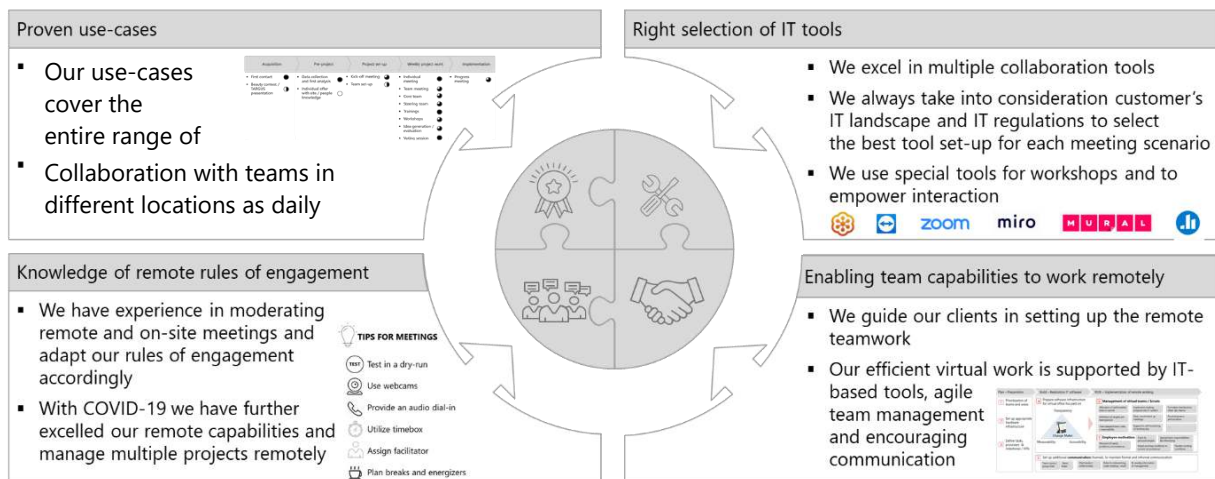 Proven use-cases
Our use-cases
cover the
entire range of
Collaboration with teams in
different locations as daily
Acquisition
Pre-project
Project set-up
Weekly project work
Implementation
First contact
Data collection
and first analysis
Kick-off meeting
Team set-up
Individual
meeting
Team meeting
Core team
Steering team
Trainings
Workshops
Progress
meeting
Right selection of IT tools
We excel in multiple collaboration tools
We always take into consideration customer's
IT landscape and IT regulations to select
the best tool set-up for each meeting scenario
We use special tools for workshops and to
empower interaction
zoom
miro
MURAL
Knowledge of remote rules of engagement
We have experience in moderating
remote and on-site meetings and
adapt our rules of engagement
accordingly
With COVID-19 we have further
excelled our remote capabilities and
manage multiple projects remotely
TIPS FOR MEETINGS
TEST
Test in a dry-run
Use webcams
Provide an audio dial-in
Utilize timebox
Assign facilitator
Plan breaks and energizers
Enabling team capabilities to work remotely
We guide our clients in setting up the remote
teamwork
Our efficient virtual work is supported by IT-
based tools, agile
team management
and encouraging
communication